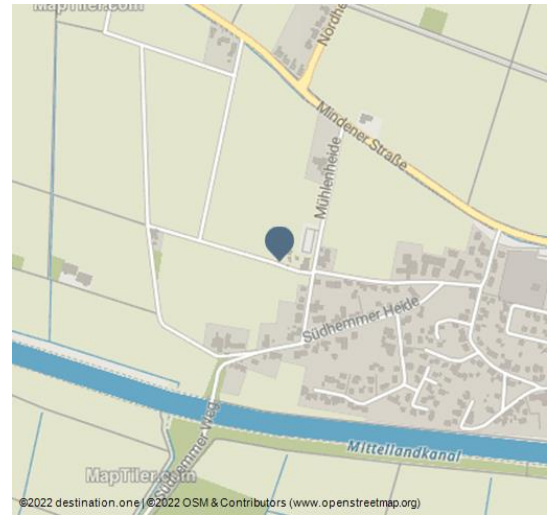 MapTiler.com
Nordhe
Mindener Straße
Mühlenheide
Südhemmer Heide
Südhemmer Weg
Mittellandkanal
MapTiler.com
©2022 destination.one | ©2022 OSM & Contributors (www.openstreetmap.org)